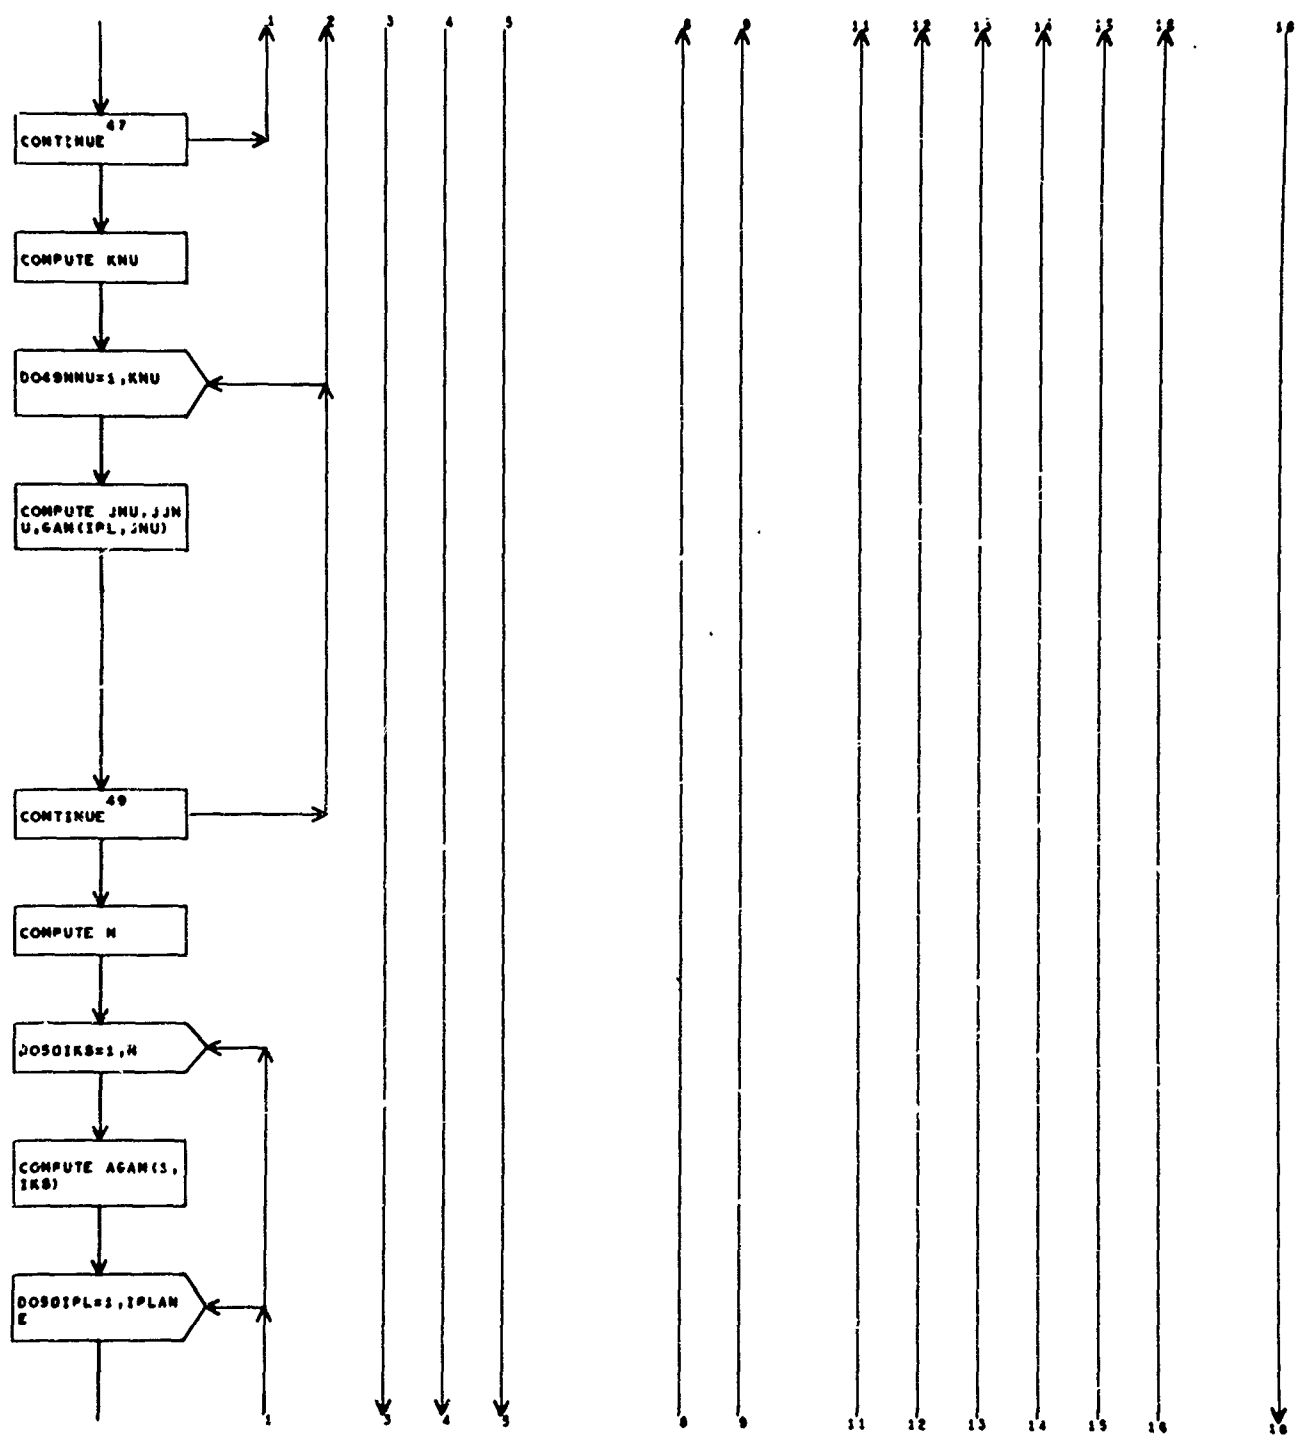 1 2 3 4 5 8 9 11 12 13 14 15 16 18
47
CONTINUE
COMPUTE KNU
DO49NNU=1,KNU
COMPUTE JNU,JJN
U,GAM(IPL,JNU)
49
CONTINUE
COMPUTE N
DO50IKS=1,N
COMPUTE AGAM(1,
IKS)
DO50IPL=1,IPLAN
E
1 3 4 5 8 9 11 12 13 14 15 16 18